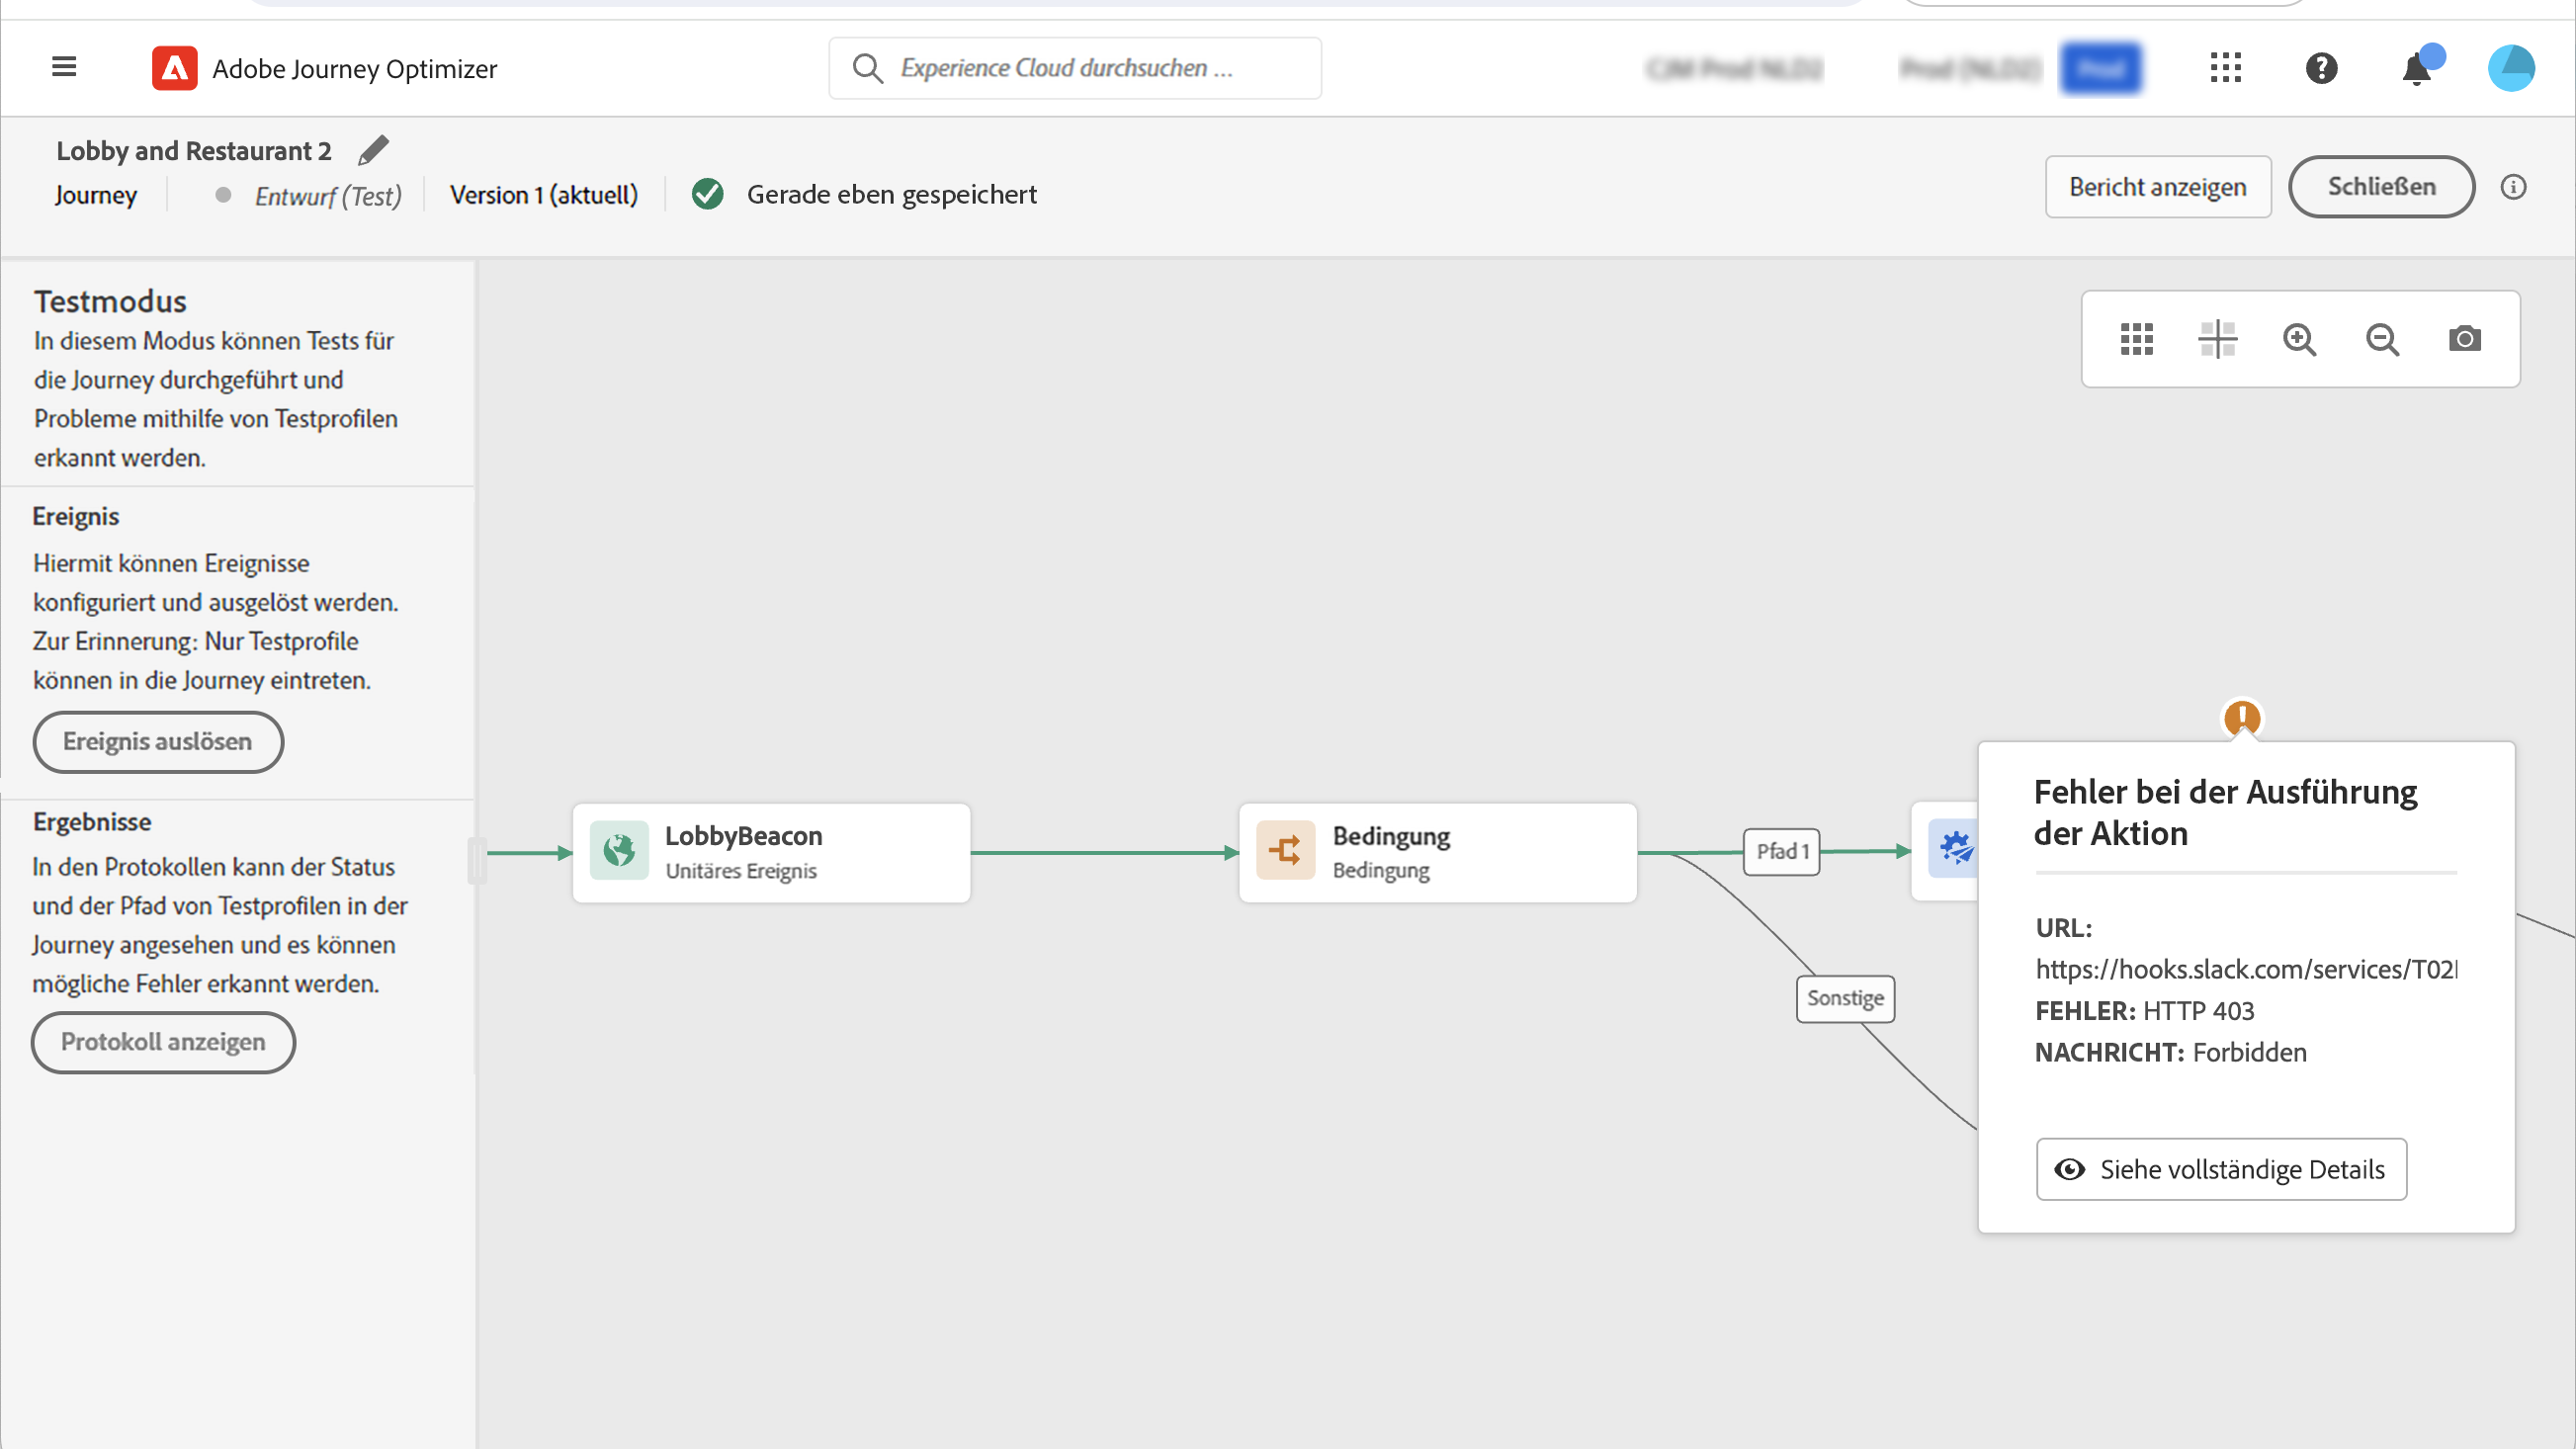 Adobe Journey Optimizer
Experience Cloud durchsuchen ...
Lobby and Restaurant 2
Journey
Entwurf (Test)
Version 1 (aktuell)
Gerade eben gespeichert
Bericht anzeigen
Schließen
Testmodus
In diesem Modus können Tests für
die Journey durchgeführt und
Probleme mithilfe von Testprofilen
erkannt werden.
Ereignis
Hiermit können Ereignisse
konfiguriert und ausgelöst werden.
Zur Erinnerung: Nur Testprofile
können in die Journey eintreten.
Ereignis auslösen
Ergebnisse
In den Protokollen kann der Status
und der Pfad von Testprofilen in der
Journey angesehen und es können
mögliche Fehler erkannt werden.
Protokoll anzeigen
LobbyBeacon
Unitäres Ereignis
Bedingung
Bedingung
Pfad 1
Sonstige
Fehler bei der Ausführung
der Aktion
URL:
https://hooks.slack.com/services/T02
FEHLER: HTTP 403
NACHRICHT: Forbidden
Siehe vollständige Details